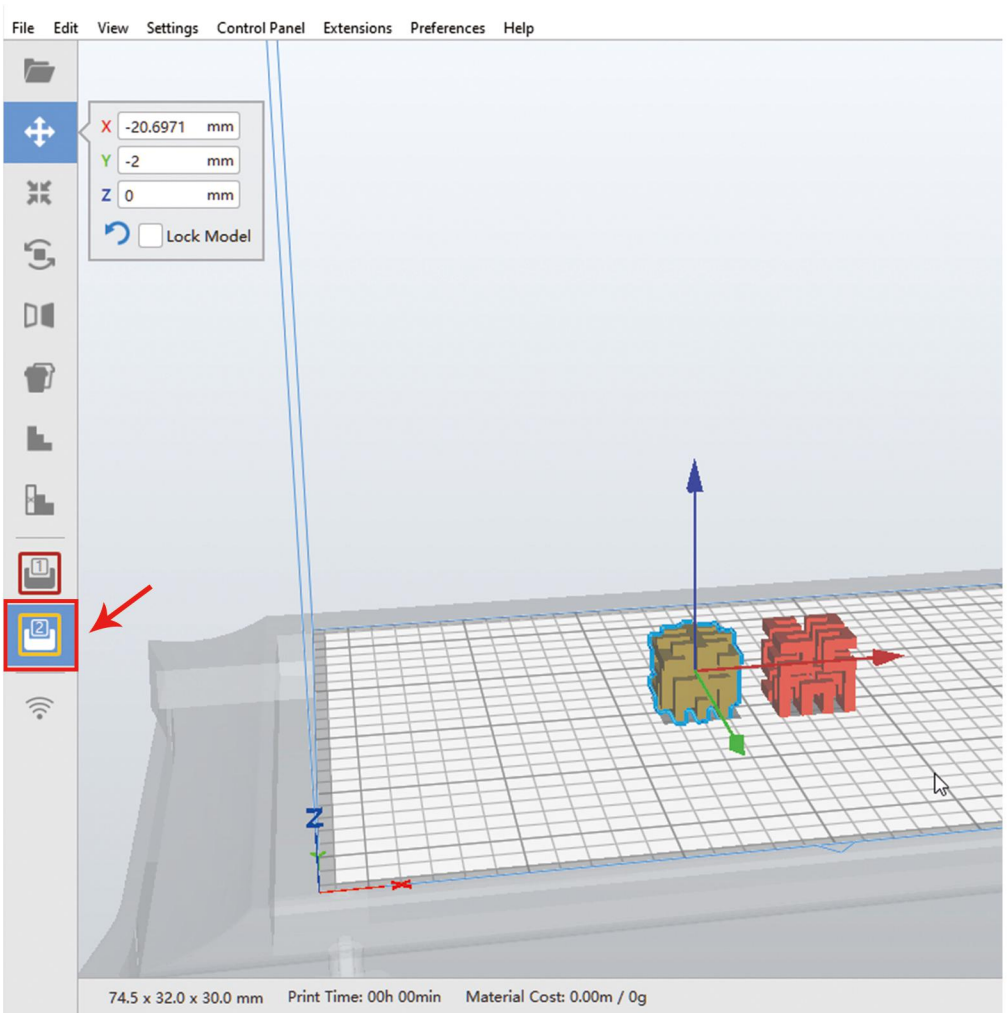 File Edit View Settings Control Panel Extensions Preferences Help
X -20.6971 mm
Y -2 mm
Z 0 mm
Lock Model
1
2
Z
74.5 x 32.0 x 30.0 mm Print Time: 00h 00min Material Cost: 0.00m / 0g